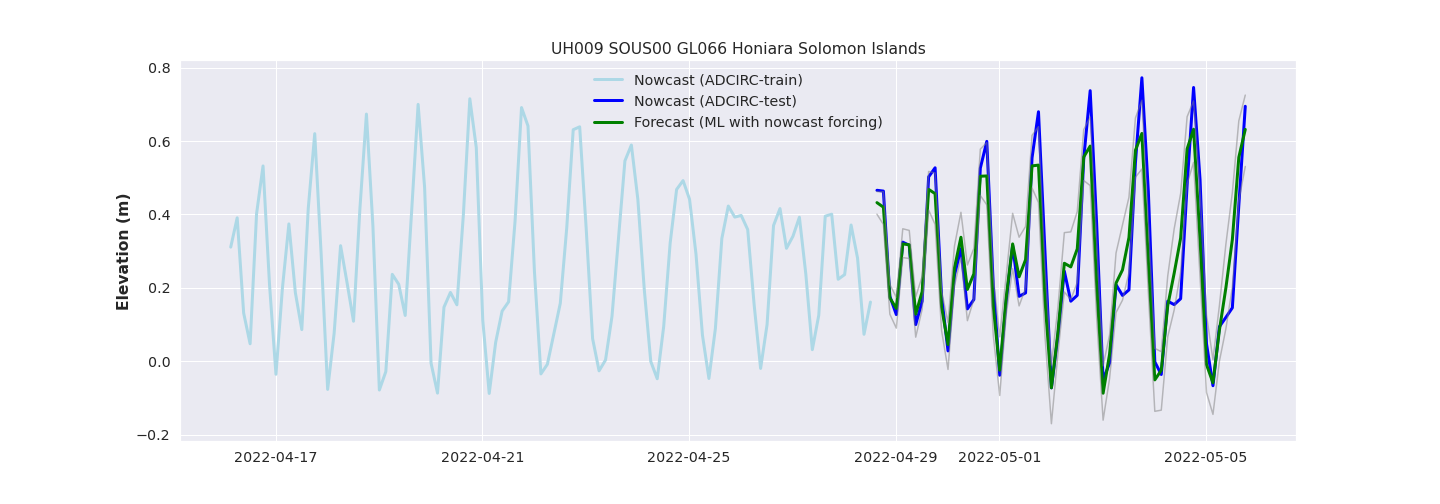 UH009 SOUS00 GL066 Honiara Solomon Islands
Nowcast (ADCIRC-train)
Nowcast (ADCIRC-test)
Forecast (ML with nowcast forcing)
Elevation (m)
0.8
0.6
0.4
0.2
0.0
−0.2
2022-04-17 2022-04-21 2022-04-25 2022-04-29 2022-05-01 2022-05-05